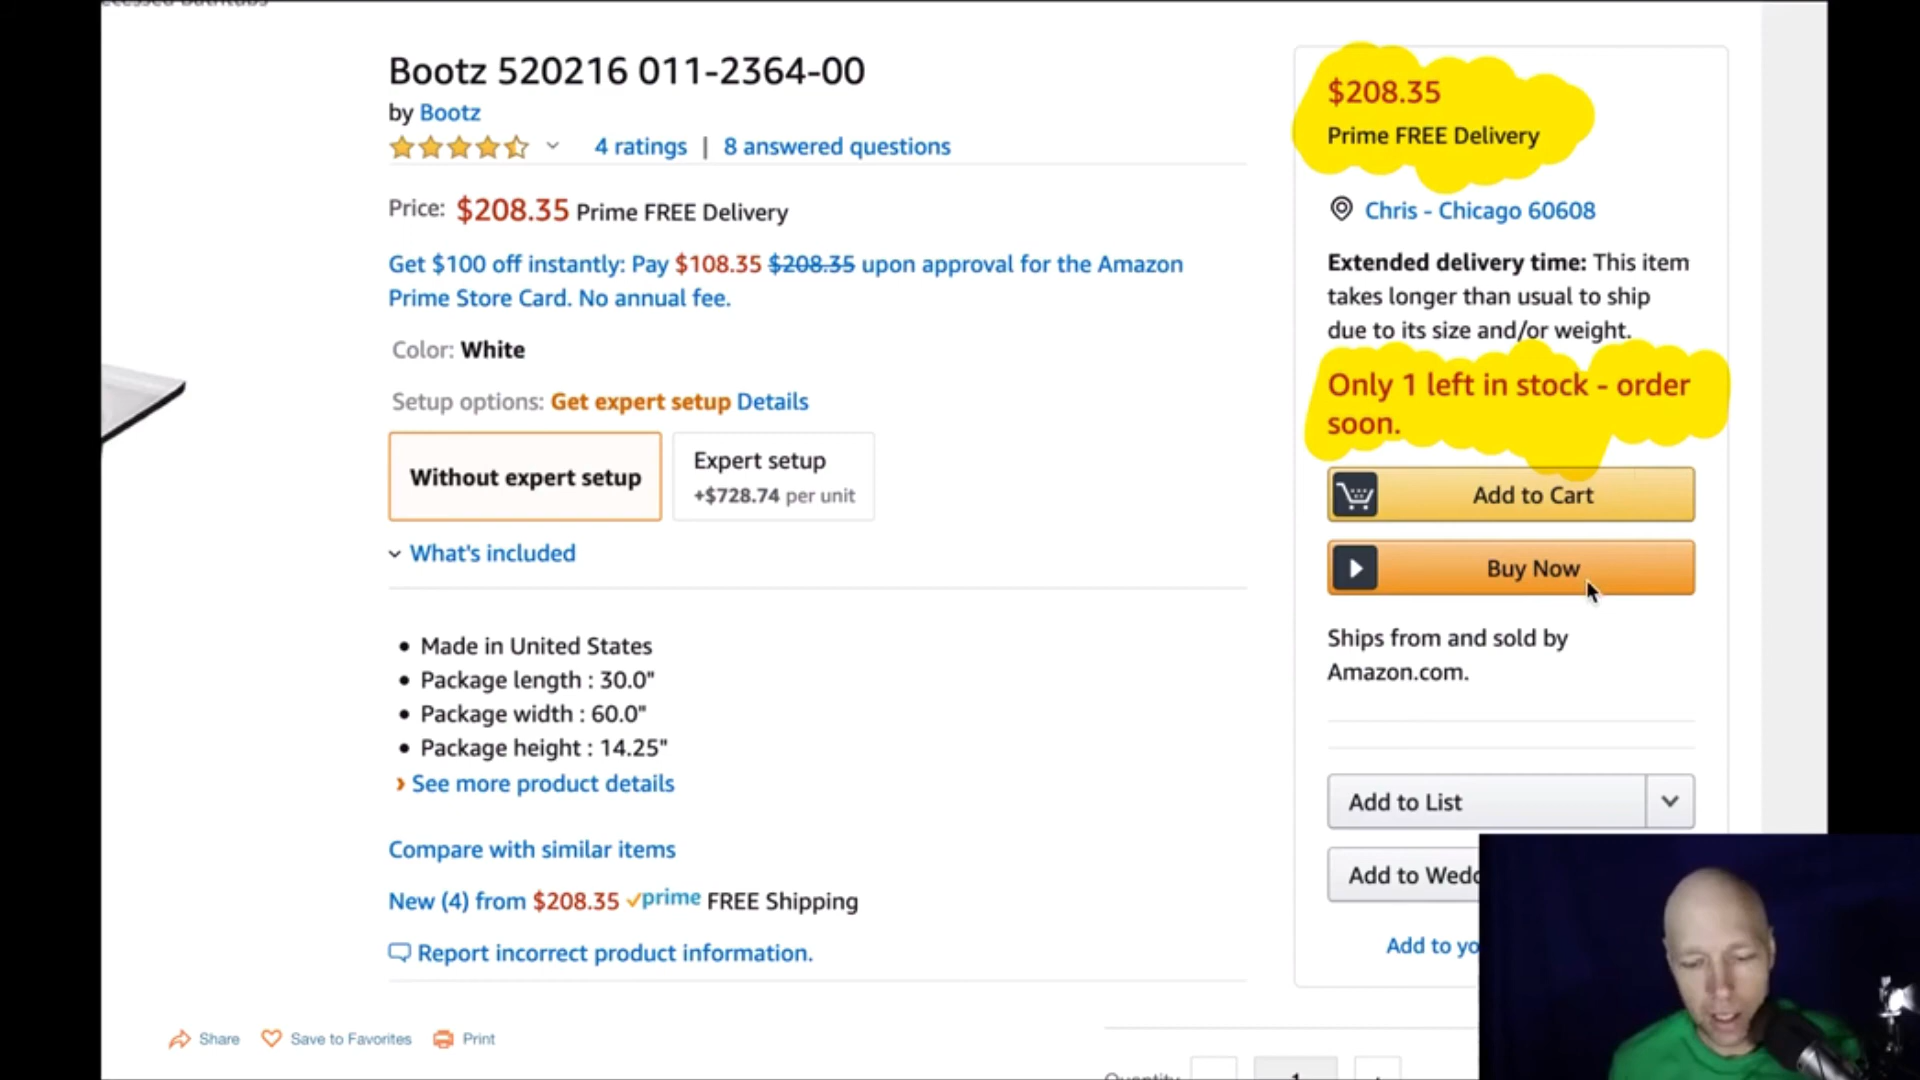 Bootz 520216 011-2364-00
by Bootz
4 ratings | 8 answered questions
Price: $208.35 Prime FREE Delivery
Get $100 off instantly: Pay $108.35 $208.35 upon approval for the Amazon
Prime Store Card. No annual fee.
Color: White
Setup options: Get expert setup Details
Without expert setup
Expert setup
+$728.74 per unit
What's included
• Made in United States
• Package length : 30.0"
• Package width : 60.0"
• Package height : 14.25"
› See more product details
Compare with similar items
New (4) from $208.35 prime FREE Shipping
Report incorrect product information.
Share
Save to Favorites
Print
$208.35
Prime FREE Delivery
Chris - Chicago 60608
Extended delivery time: This item
takes longer than usual to ship
due to its size and/or weight.
Only 1 left in stock - order
soon.
Add to Cart
Buy Now
Ships from and sold by
Amazon.com.
Add to List
Add to Wedd
Add to yo